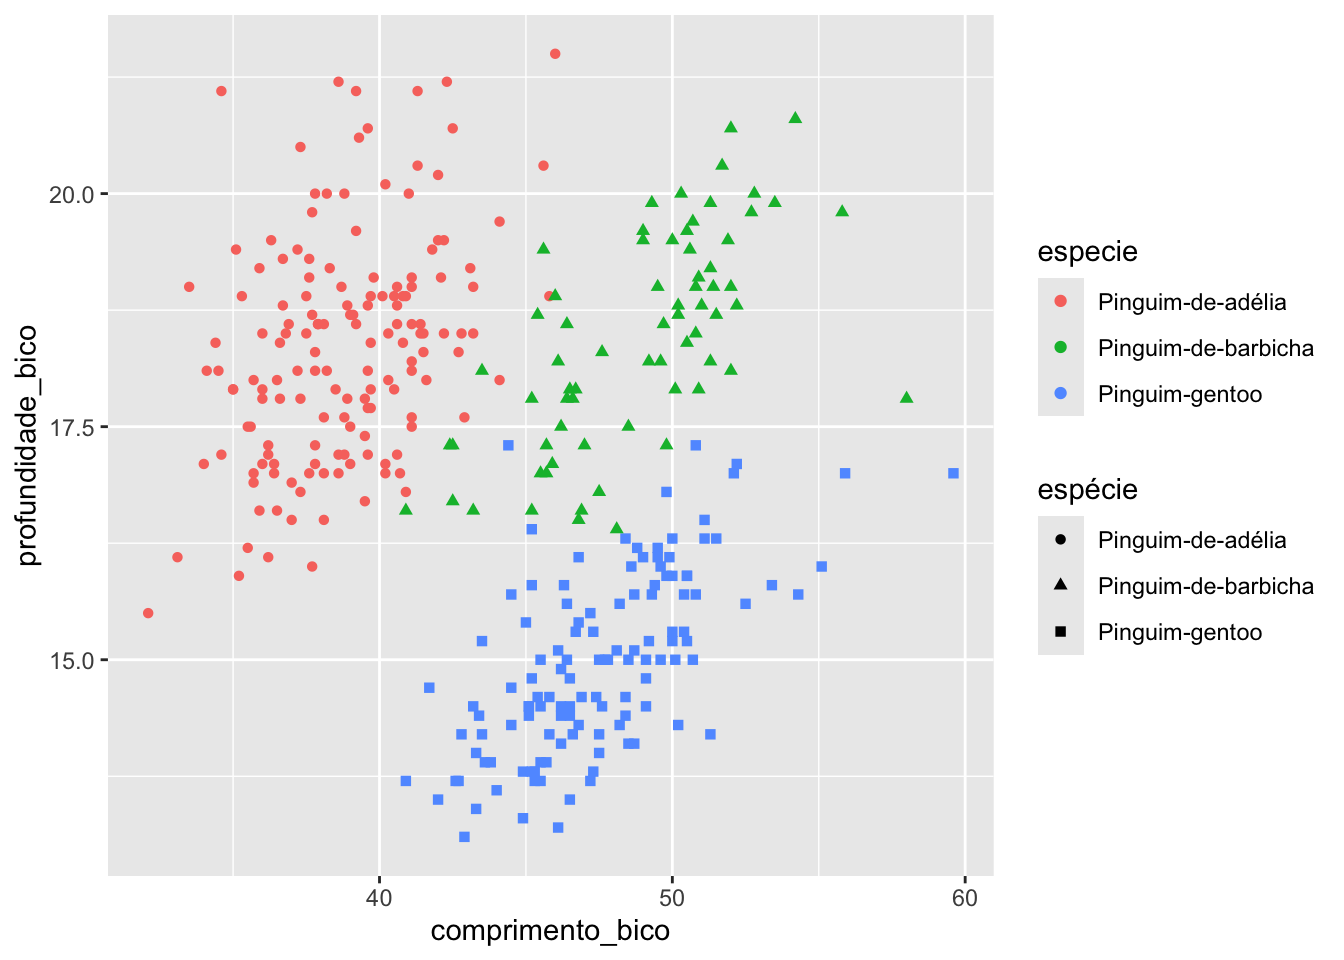 profundidade_bico
20.0
17.5
15.0
40
50
60
comprimento_bico
especie
Pinguim-de-adélia
Pinguim-de-barbicha
Pinguim-gentoo
espécie
Pinguim-de-adélia
Pinguim-de-barbicha
Pinguim-gentoo